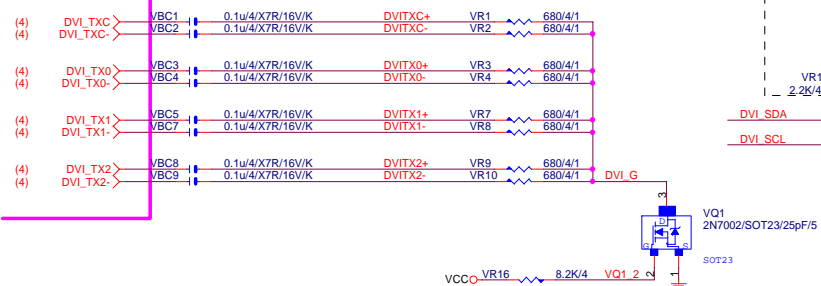 (4) DVI_TXC VBC1 0.1u/4/X7R/16V/K DVITXC+ VR1 680/4/1
(4) DVI_TXC- VBC2 0.1u/4/X7R/16V/K DVITXC- VR2 680/4/1
(4) DVI_TX0 VBC3 0.1u/4/X7R/16V/K DVITX0+ VR3 680/4/1
(4) DVI_TX0- VBC4 0.1u/4/X7R/16V/K DVITX0- VR4 680/4/1
VR1
2.2K/4
(4) DVI_TX1 VBC5 0.1u/4/X7R/16V/K DVITX1+ VR7 680/4/1
(4) DVI_TX1- VBC7 0.1u/4/X7R/16V/K DVITX1- VR8 680/4/1
DVI_SDA
DVI_SCL
(4) DVI_TX2 VBC8 0.1u/4/X7R/16V/K DVITX2+ VR9 680/4/1
(4) DVI_TX2- VBC9 0.1u/4/X7R/16V/K DVITX2- VR10 680/4/1 DVI_G
3
VQ1
D
2N7002/SOT23/25pF/5
G S
SOT23
VCC VR16 8.2K/4 VQ1_2 2 1